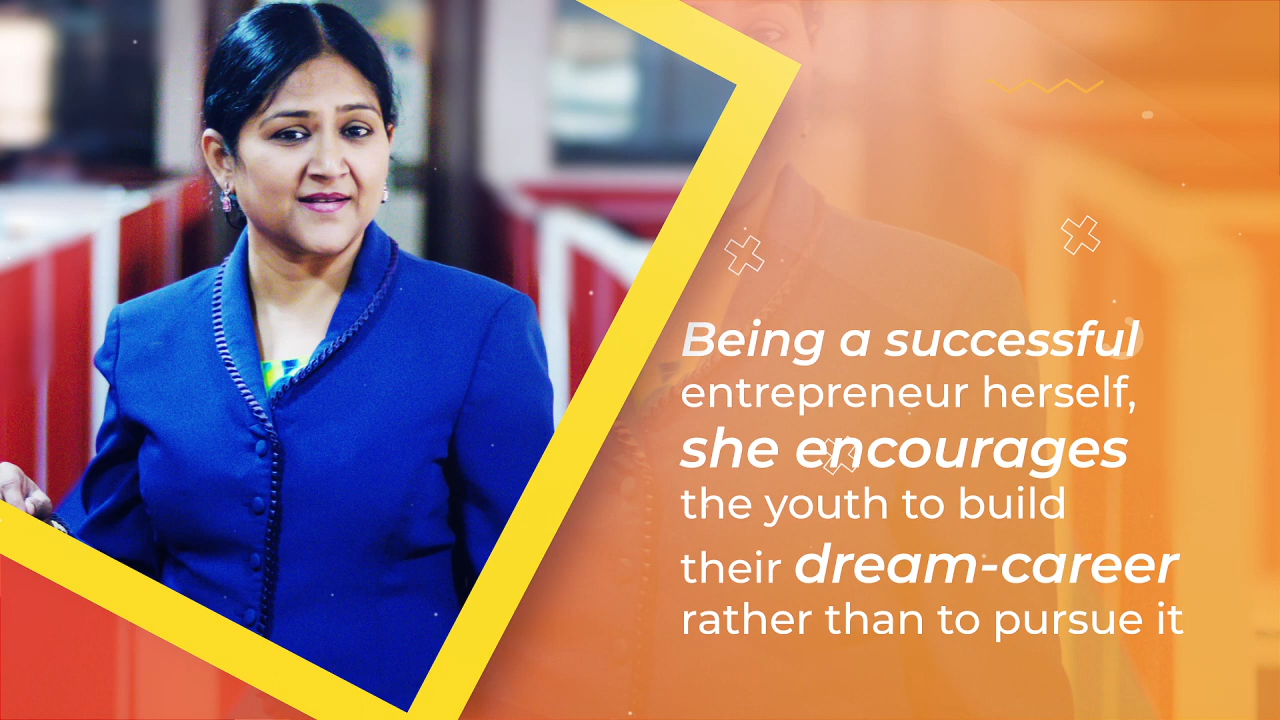 Being a successful
entrepreneur herself,
she encourages
the youth to build
their dream-career
rather than to pursue it